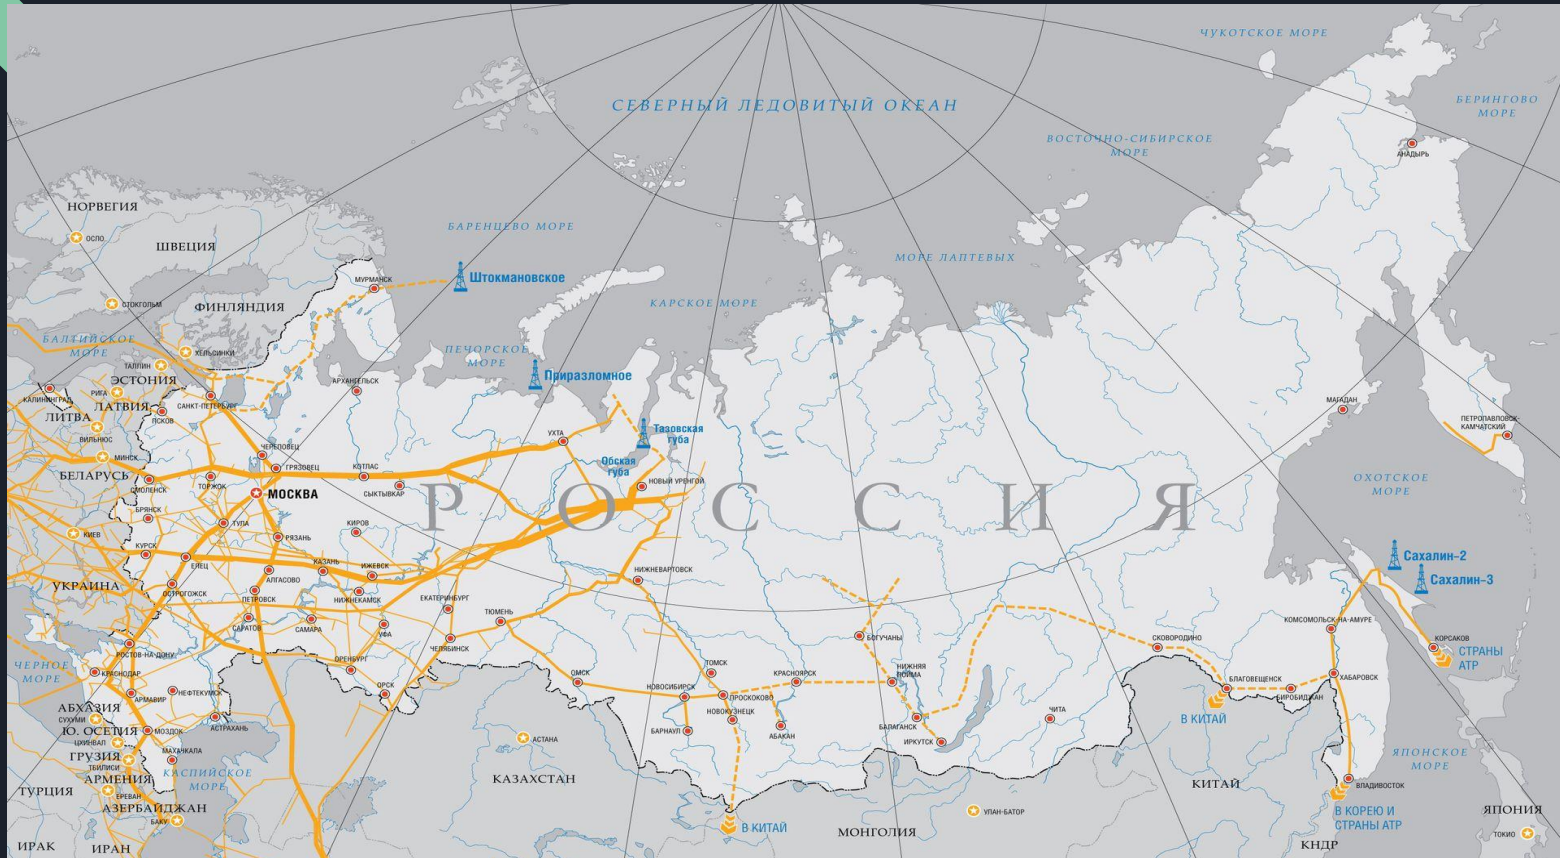 ЧУКОТСКОЕ МОРЕ
БЕРИНГОВО
МОРЕ
СЕВЕРНЫЙ ЛЕДОВИТЫЙ ОКЕАН
ВОСТОЧНО-СИБИРСКОЕ
МОРЕ
АНАДЫРЬ
НОРВЕГИЯ
ОСЛО
ШВЕЦИЯ
БАРЕНЦЕВО МОРЕ
МОРЕ ЛАПТЕВЫХ
МУРМАНСК
Штокмановское
СТОКГОЛЬМ
ФИНЛЯНДИЯ
КАРСКОЕ МОРЕ
БАЛТИЙСКОЕ
МОРЕ
ХЕЛЬСИНКИ
ПЕЧОРСКОЕ
МОРЕ
ТАЛЛИН
ЭСТОНИЯ
Приразломное
АРХАНГЕЛЬСК
КАЛИНИНГРАД
РИГА
ЛАТВИЯ
САНКТ-ПЕТЕРБУРГ
ПСКОВ
ЛИТВА
МАГАДАН
ПЕТРОПАВЛОВСК-
КАМЧАТСКИЙ
ВИЛЬНЮС
УХТА
Тазовская
губа
ЧЕРЕПОВЕЦ
МИНСК
ГРЯЗОВЕЦ
КОТЛАС
Обская
губа
БЕЛАРУСЬ
СМОЛЕНСК
ТОРЖОК
СЫКТЫВКАР
НОВЫЙ УРЕНГОЙ
ОХОТСКОЕ
МОРЕ
МОСКВА
РОССИЯ
БРЯНСК
ТУЛА
КИРОВ
КИЕВ
РЯЗАНЬ
КУРСК
ЕЛЕЦ
КАЗАНЬ
ИЖЕВСК
АЛГАСОВО
НИЖНЕВАРТОВСК
Сахалин-2
Сахалин-3
УКРАИНА
ОСТРОГОЖСК
ПЕТРОВСК
НИЖНЕКАМСК
ЕКАТЕРИНБУРГ
ТЮМЕНЬ
САРАТОВ
САМАРА
УФА
ЧЕЛЯБИНСК
БОГУЧАНЫ
СКОВОРОДИНО
КОМСОМОЛЬСК-НА-АМУРЕ
КОРСАКОВ
СТРАНЫ
АТР
РОСТОВ-НА-ДОНУ
ОРЕНБУРГ
ЧЕРНОЕ
МОРЕ
КРАСНОДАР
ОРСК
ОМСК
ТОМСК
КРАСНОЯРСК
НИЖНЯЯ
ПОЙМА
НОВОСИБИРСК
ПРОСКОКОВО
БЛАГОВЕЩЕНСК
БИРОБИДЖАН
ХАБАРОВСК
АРМАВИР
НЕФТЕКУМСК
АБХАЗИЯ
СУХУМИ
НОВОКУЗНЕЦК
В КИТАЙ
АСТРАХАНЬ
Ю. ОСЕТИЯ
МОЗДОК
БАРНАУЛ
АБАКАН
БАЛАГАНСК
ЧИТА
ЦХИНВАЛ
МАХАЧКАЛА
АСТАНА
ИРКУТСК
ГРУЗИЯ
ТБИЛИСИ
КАСПИЙСКОЕ
МОРЕ
ЯПОНСКОЕ
МОРЕ
АРМЕНИЯ
КАЗАХСТАН
КИТАЙ
ВЛАДИВОСТОК
ТУРЦИЯ
ЕРЕВАН
АЗЕРБАЙДЖАН
БАКУ
УЛАН-БАТОР
В КОРЕЮ И
СТРАНЫ АТР
ЯПОНИЯ
В КИТАЙ
МОНГОЛИЯ
ТОКИО
ИРАК
ИРАН
КНДР